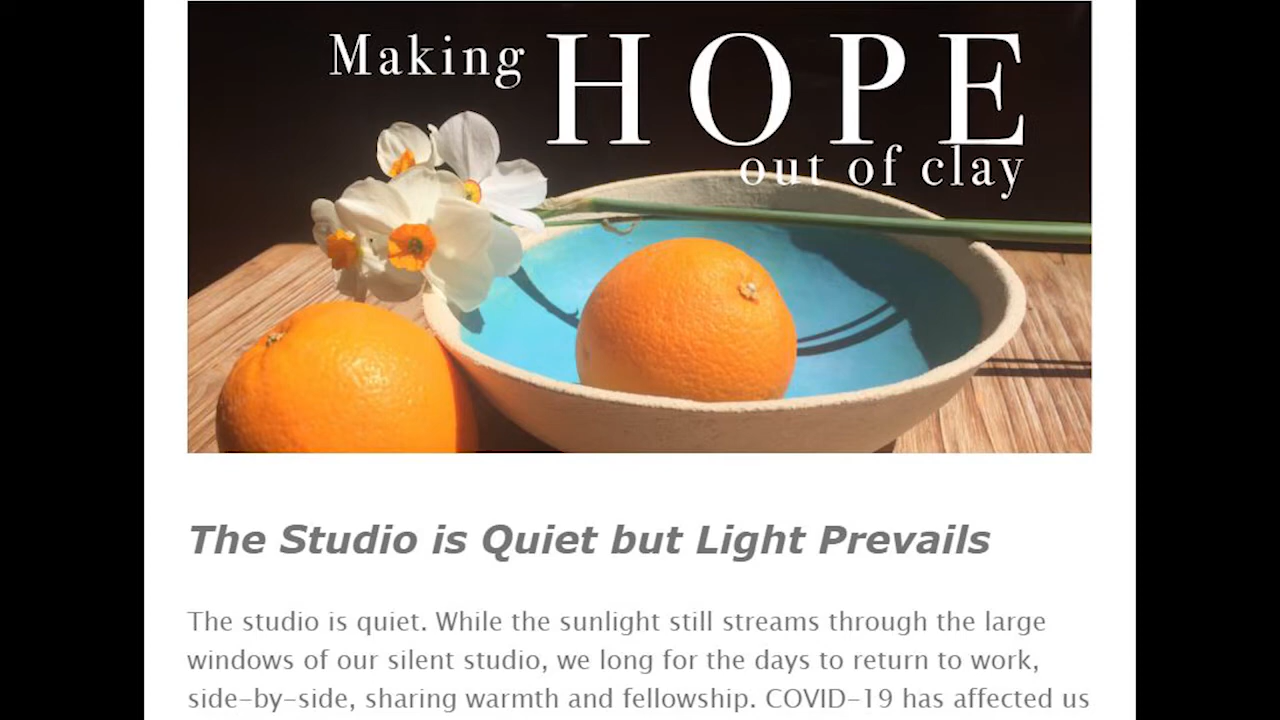 Making HOPE
out of clay
The Studio is Quiet but Light Prevails
The studio is quiet. While the sunlight still streams through the large
windows of our silent studio, we long for the days to return to work,
side-by-side, sharing warmth and fellowship. COVID-19 has affected us